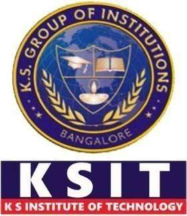 K.S. GROUP OF INSTITUTIONS
BANGALORE
KSIT
K S INSTITUTE OF TECHNOLOGY